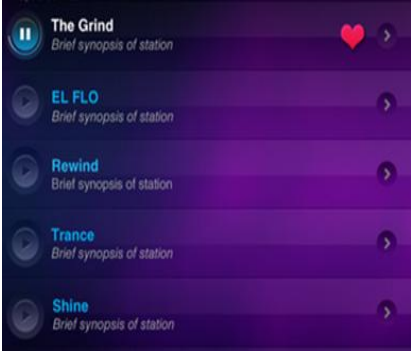 The Grind
Brief synopsis of station
EL FLO
Brief synopsis of station
Rewind
Brief synopsis of station
Trance
Brief synopsis of station
Shine
Brief synopsis of station